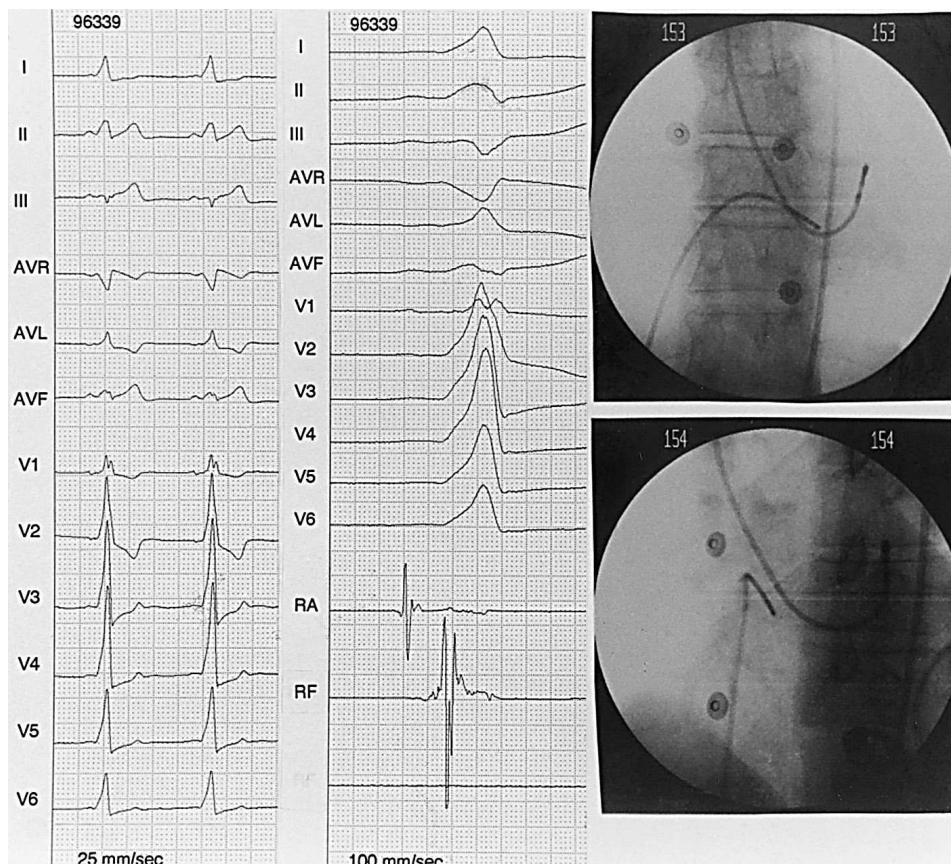 96339
I
II
III
AVR
AVL
AVF
V1
V2
V3
V4
V5
V6
25 mm/sec
96339
I
II
III
AVR
AVL
AVF
V1
V2
V3
V4
V5
V6
RA
RF
100 mm/sec
153 153
154 154